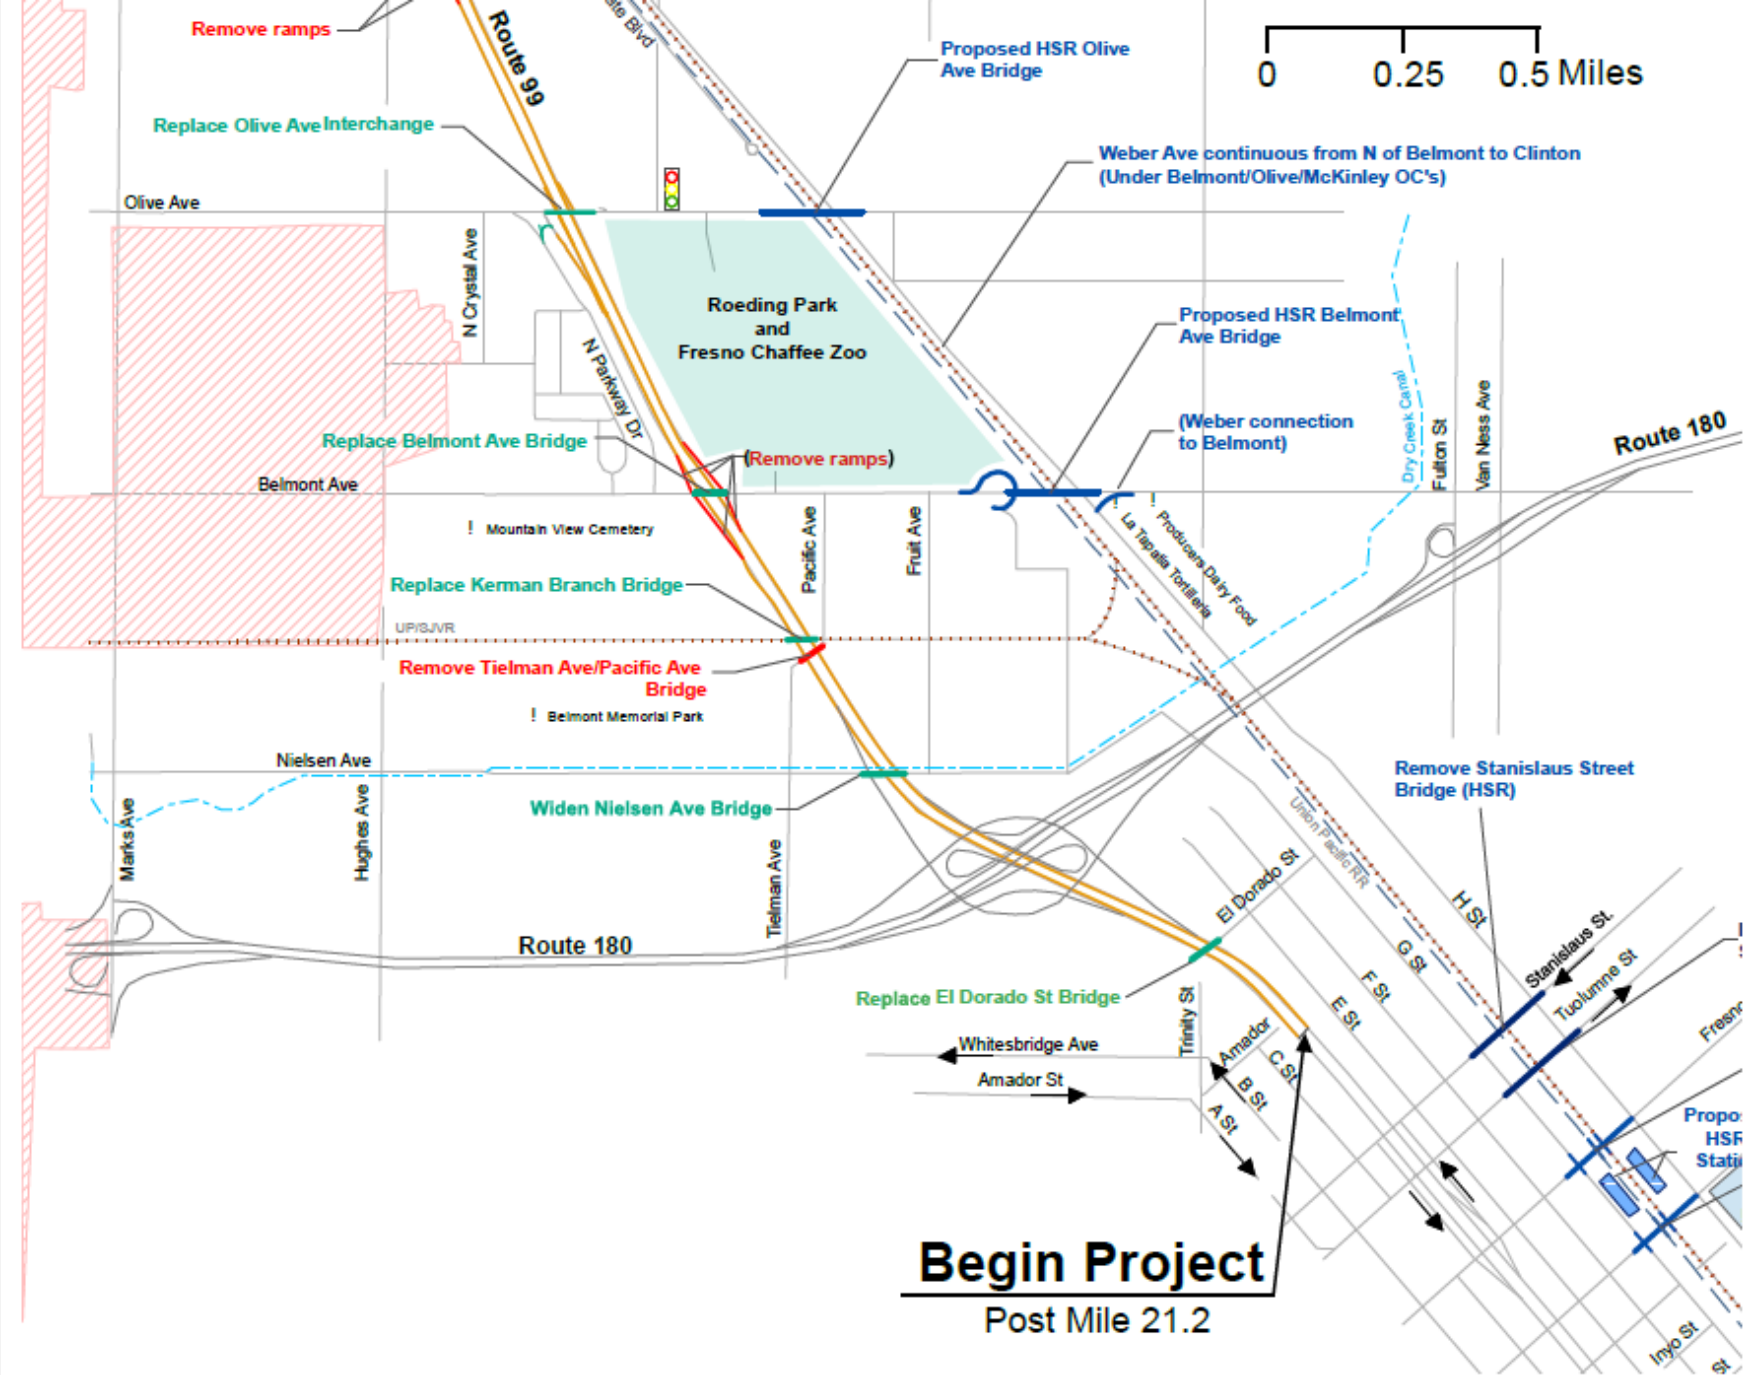 Remove ramps
Route 99
ate Blvd
Proposed HSR Olive
Ave Bridge
0 0.25 0.5 Miles
Replace Olive Ave Interchange
Weber Ave continuous from N of Belmont to Clinton
(Under Belmont/Olive/McKinley OC's)
Olive Ave
N Crystal Ave
Roeding Park
and
Fresno Chaffee Zoo
Proposed HSR Belmont
Ave Bridge
N Parkway Dr
Dry Creek Canal
Fulton St
Van Ness Ave
Route 180
Replace Belmont Ave Bridge
(Remove ramps)
(Weber connection
to Belmont)
Belmont Ave
! Mountain View Cemetery
Pacific Ave
Fruit Ave
! La Tapatia Tortilleria
! Producers Dairy Food
Replace Kerman Branch Bridge
UP/SJVR
Remove Tielman Ave/Pacific Ave
Bridge
! Belmont Memorial Park
Nielsen Ave
Remove Stanislaus Street
Bridge (HSR)
Widen Nielsen Ave Bridge
Marks Ave
Hughes Ave
Tielman Ave
Union Pacific RR
El Dorado St
H St
G St
F St
E St
Stanislaus St.
Tuolumne St
Fresno
Route 180
Replace El Dorado St Bridge
Trinity St
Whitesbridge Ave
Amador St
Amador
C St
B St
A St
Propo
HSR
Stati
Begin Project
Post Mile 21.2
Inyo St
St